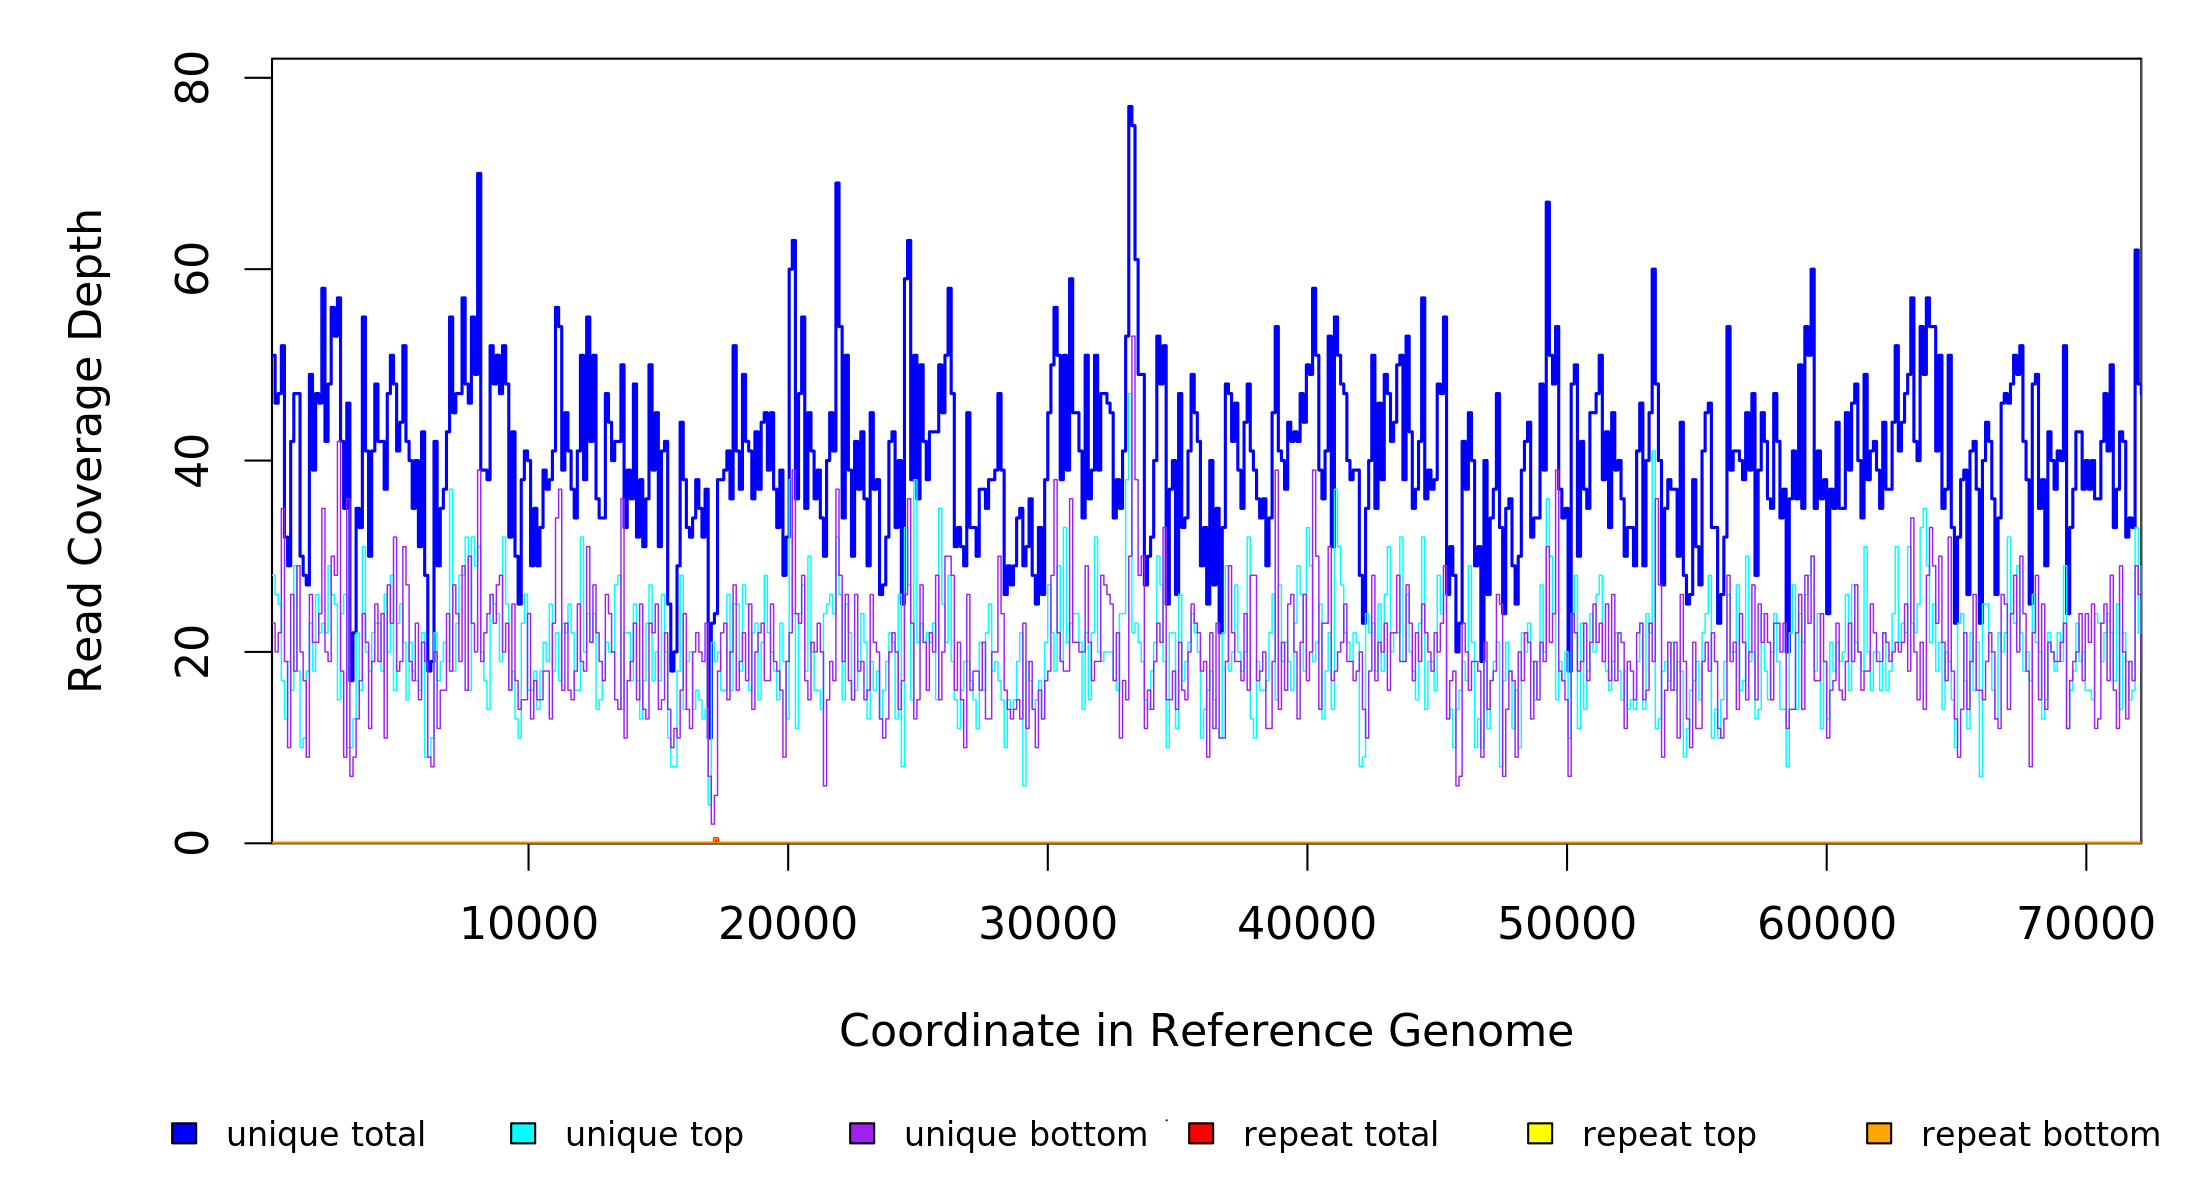 80
60
40
20
0
Read Coverage Depth
10000 20000 30000 40000 50000 60000 70000
Coordinate in Reference Genome
unique total unique top unique bottom repeat total repeat top repeat bottom